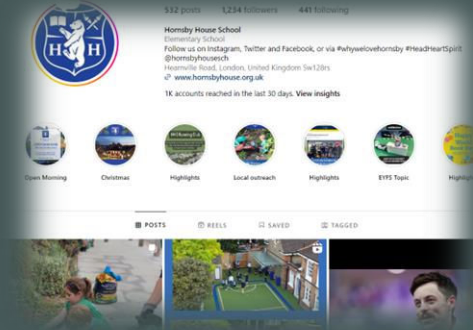 532 posts 1,234 followers 441 following
Hornsby House School
Elementary School
Follow us on Instagram, Twitter and Facebook, or via #whywelovehornsby #HeadHeartSpirit
@hornsbyhousesch
Hearnville Road, London, United Kingdom Sw128rs
www.hornsbyhouse.org.uk
1K accounts reached in the last 30 days. View insights
H H
Open Morning Christmas Highlights Local outreach Highlights EYFS Topic Highlights
POSTS REELS SAVED TAGGED